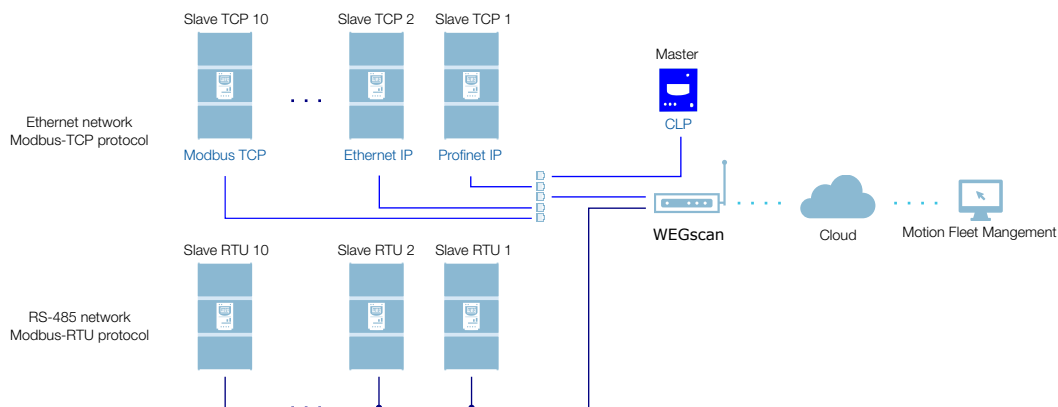 Slave TCP 10
Slave TCP 2
Slave TCP 1
Master
Ethernet network
Modbus-TCP protocol
CLP
Modbus TCP
Ethernet IP
Profinet IP
WEGscan
Cloud
Motion Fleet Mangement
Slave RTU 10
Slave RTU 2
Slave RTU 1
RS-485 network
Modbus-RTU protocol